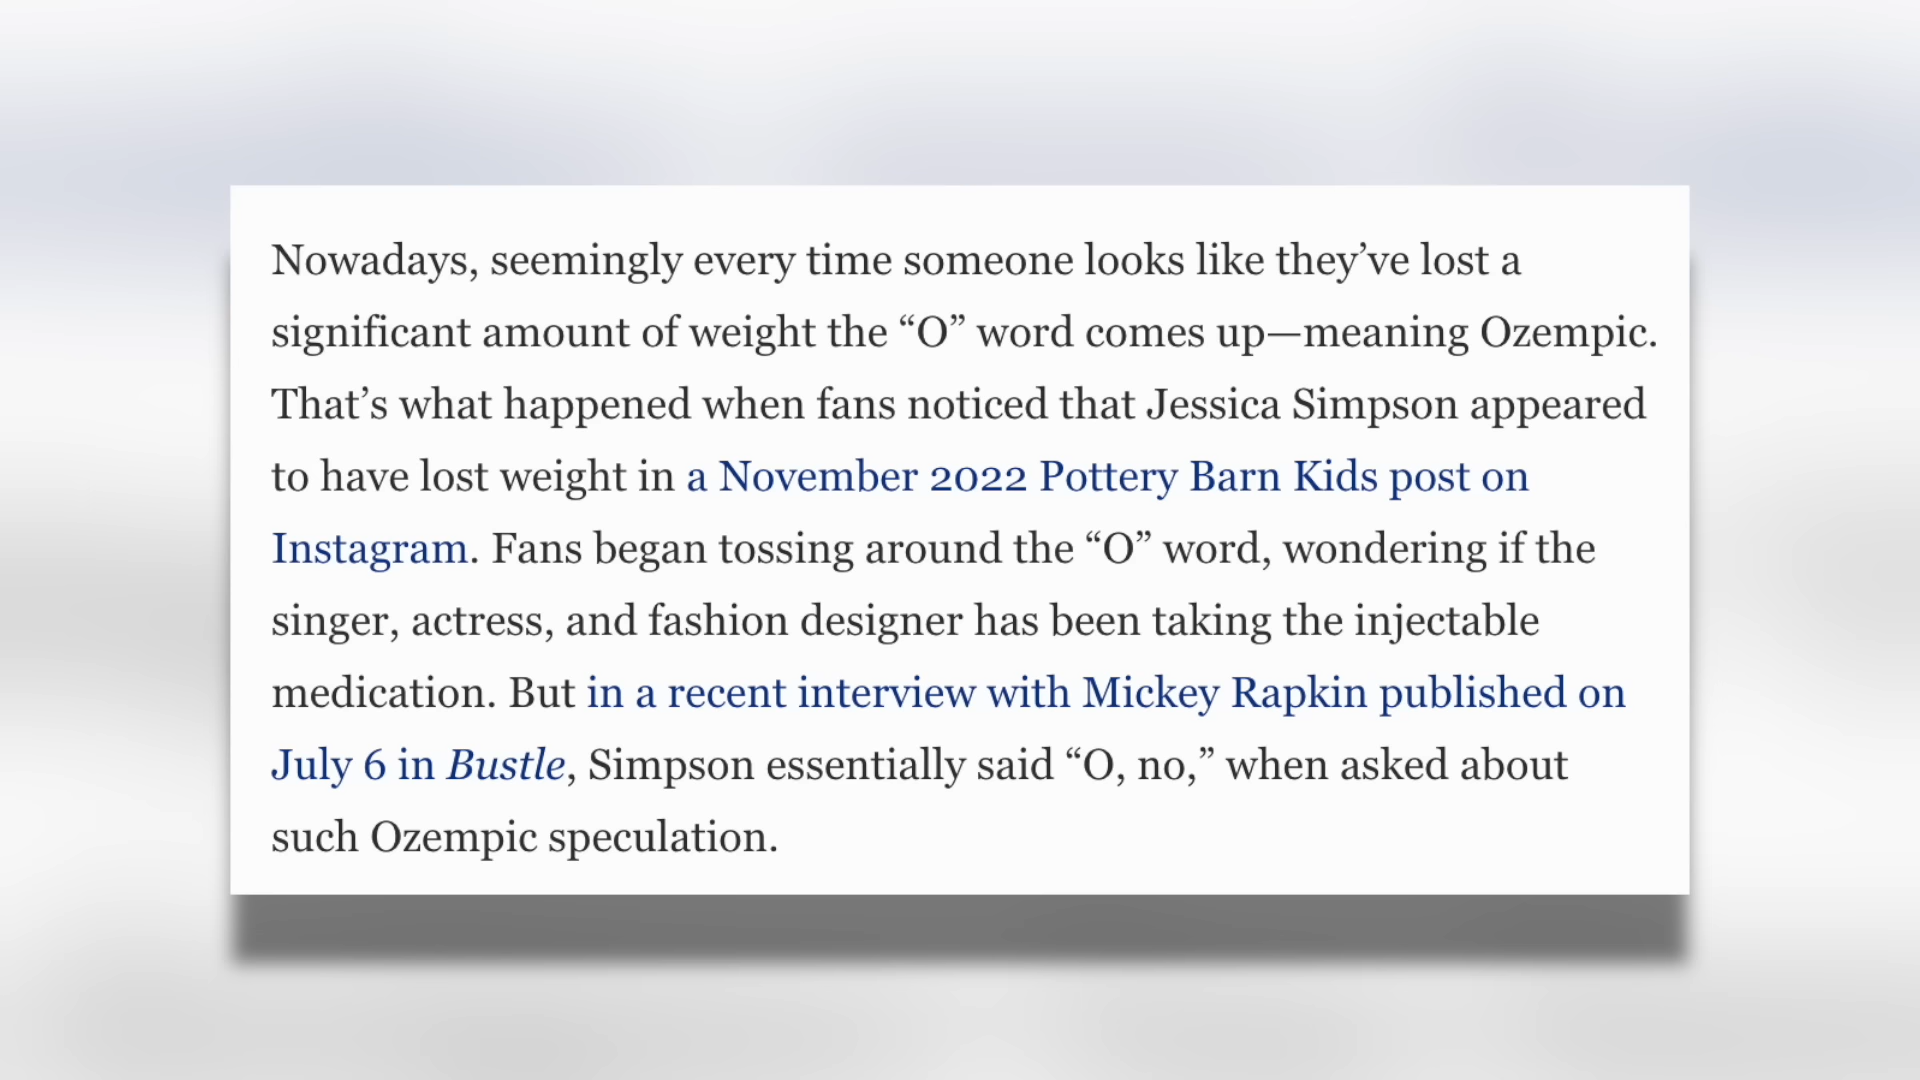 Nowadays, seemingly every time someone looks like they’ve lost a
significant amount of weight the “O” word comes up—meaning Ozempic.
That’s what happened when fans noticed that Jessica Simpson appeared
to have lost weight in a November 2022 Pottery Barn Kids post on
Instagram. Fans began tossing around the “O” word, wondering if the
singer, actress, and fashion designer has been taking the injectable
medication. But in a recent interview with Mickey Rapkin published on
July 6 in Bustle, Simpson essentially said “O, no,” when asked about
such Ozempic speculation.